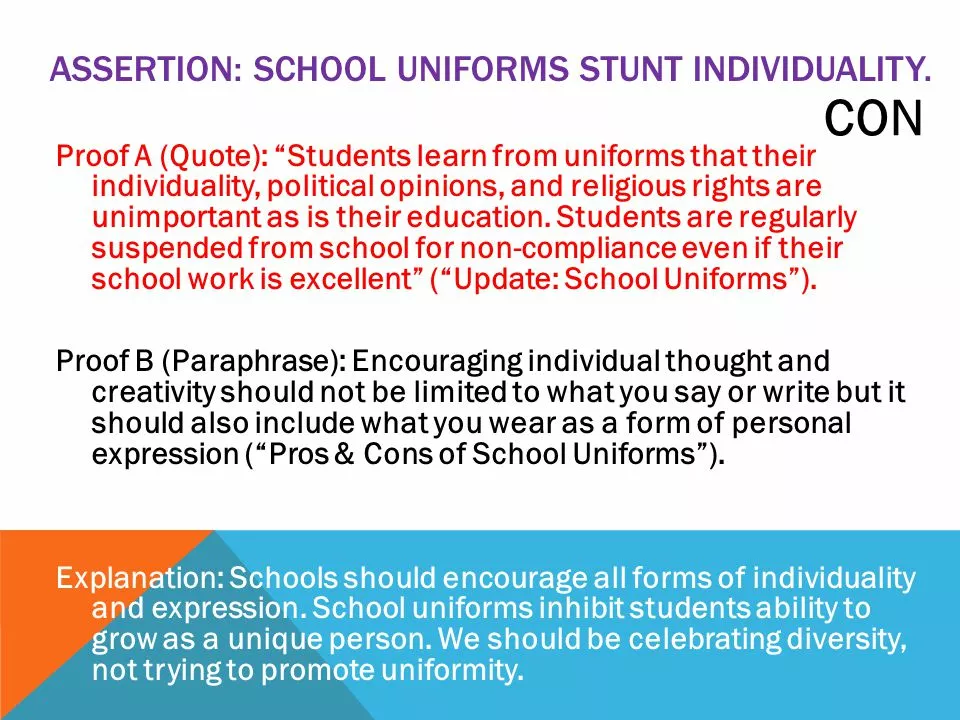 ASSERTION: SCHOOL UNIFORMS STUNT INDIVIDUALITY.
CON
Proof A (Quote): “Students learn from uniforms that their
individuality, political opinions, and religious rights are
unimportant as is their education. Students are regularly
suspended from school for non-compliance even if their
school work is excellent” (“Update: School Uniforms”).
Proof B (Paraphrase): Encouraging individual thought and
creativity should not be limited to what you say or write but it
should also include what you wear as a form of personal
expression (“Pros & Cons of School Uniforms”).
Explanation: Schools should encourage all forms of individuality
and expression. School uniforms inhibit students ability to
grow as a unique person. We should be celebrating diversity,
not trying to promote uniformity.